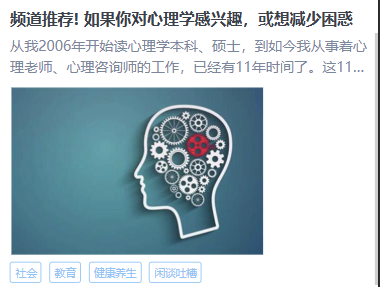 频道推荐! 如果你对心理学感兴趣，或想减少困惑
从我2006年开始读心理学本科、硕士，到如今我从事着心
理老师、心理咨询师的工作，已经有11年时间了。这11...
社会 教育 健康养生 闲谈吐槽